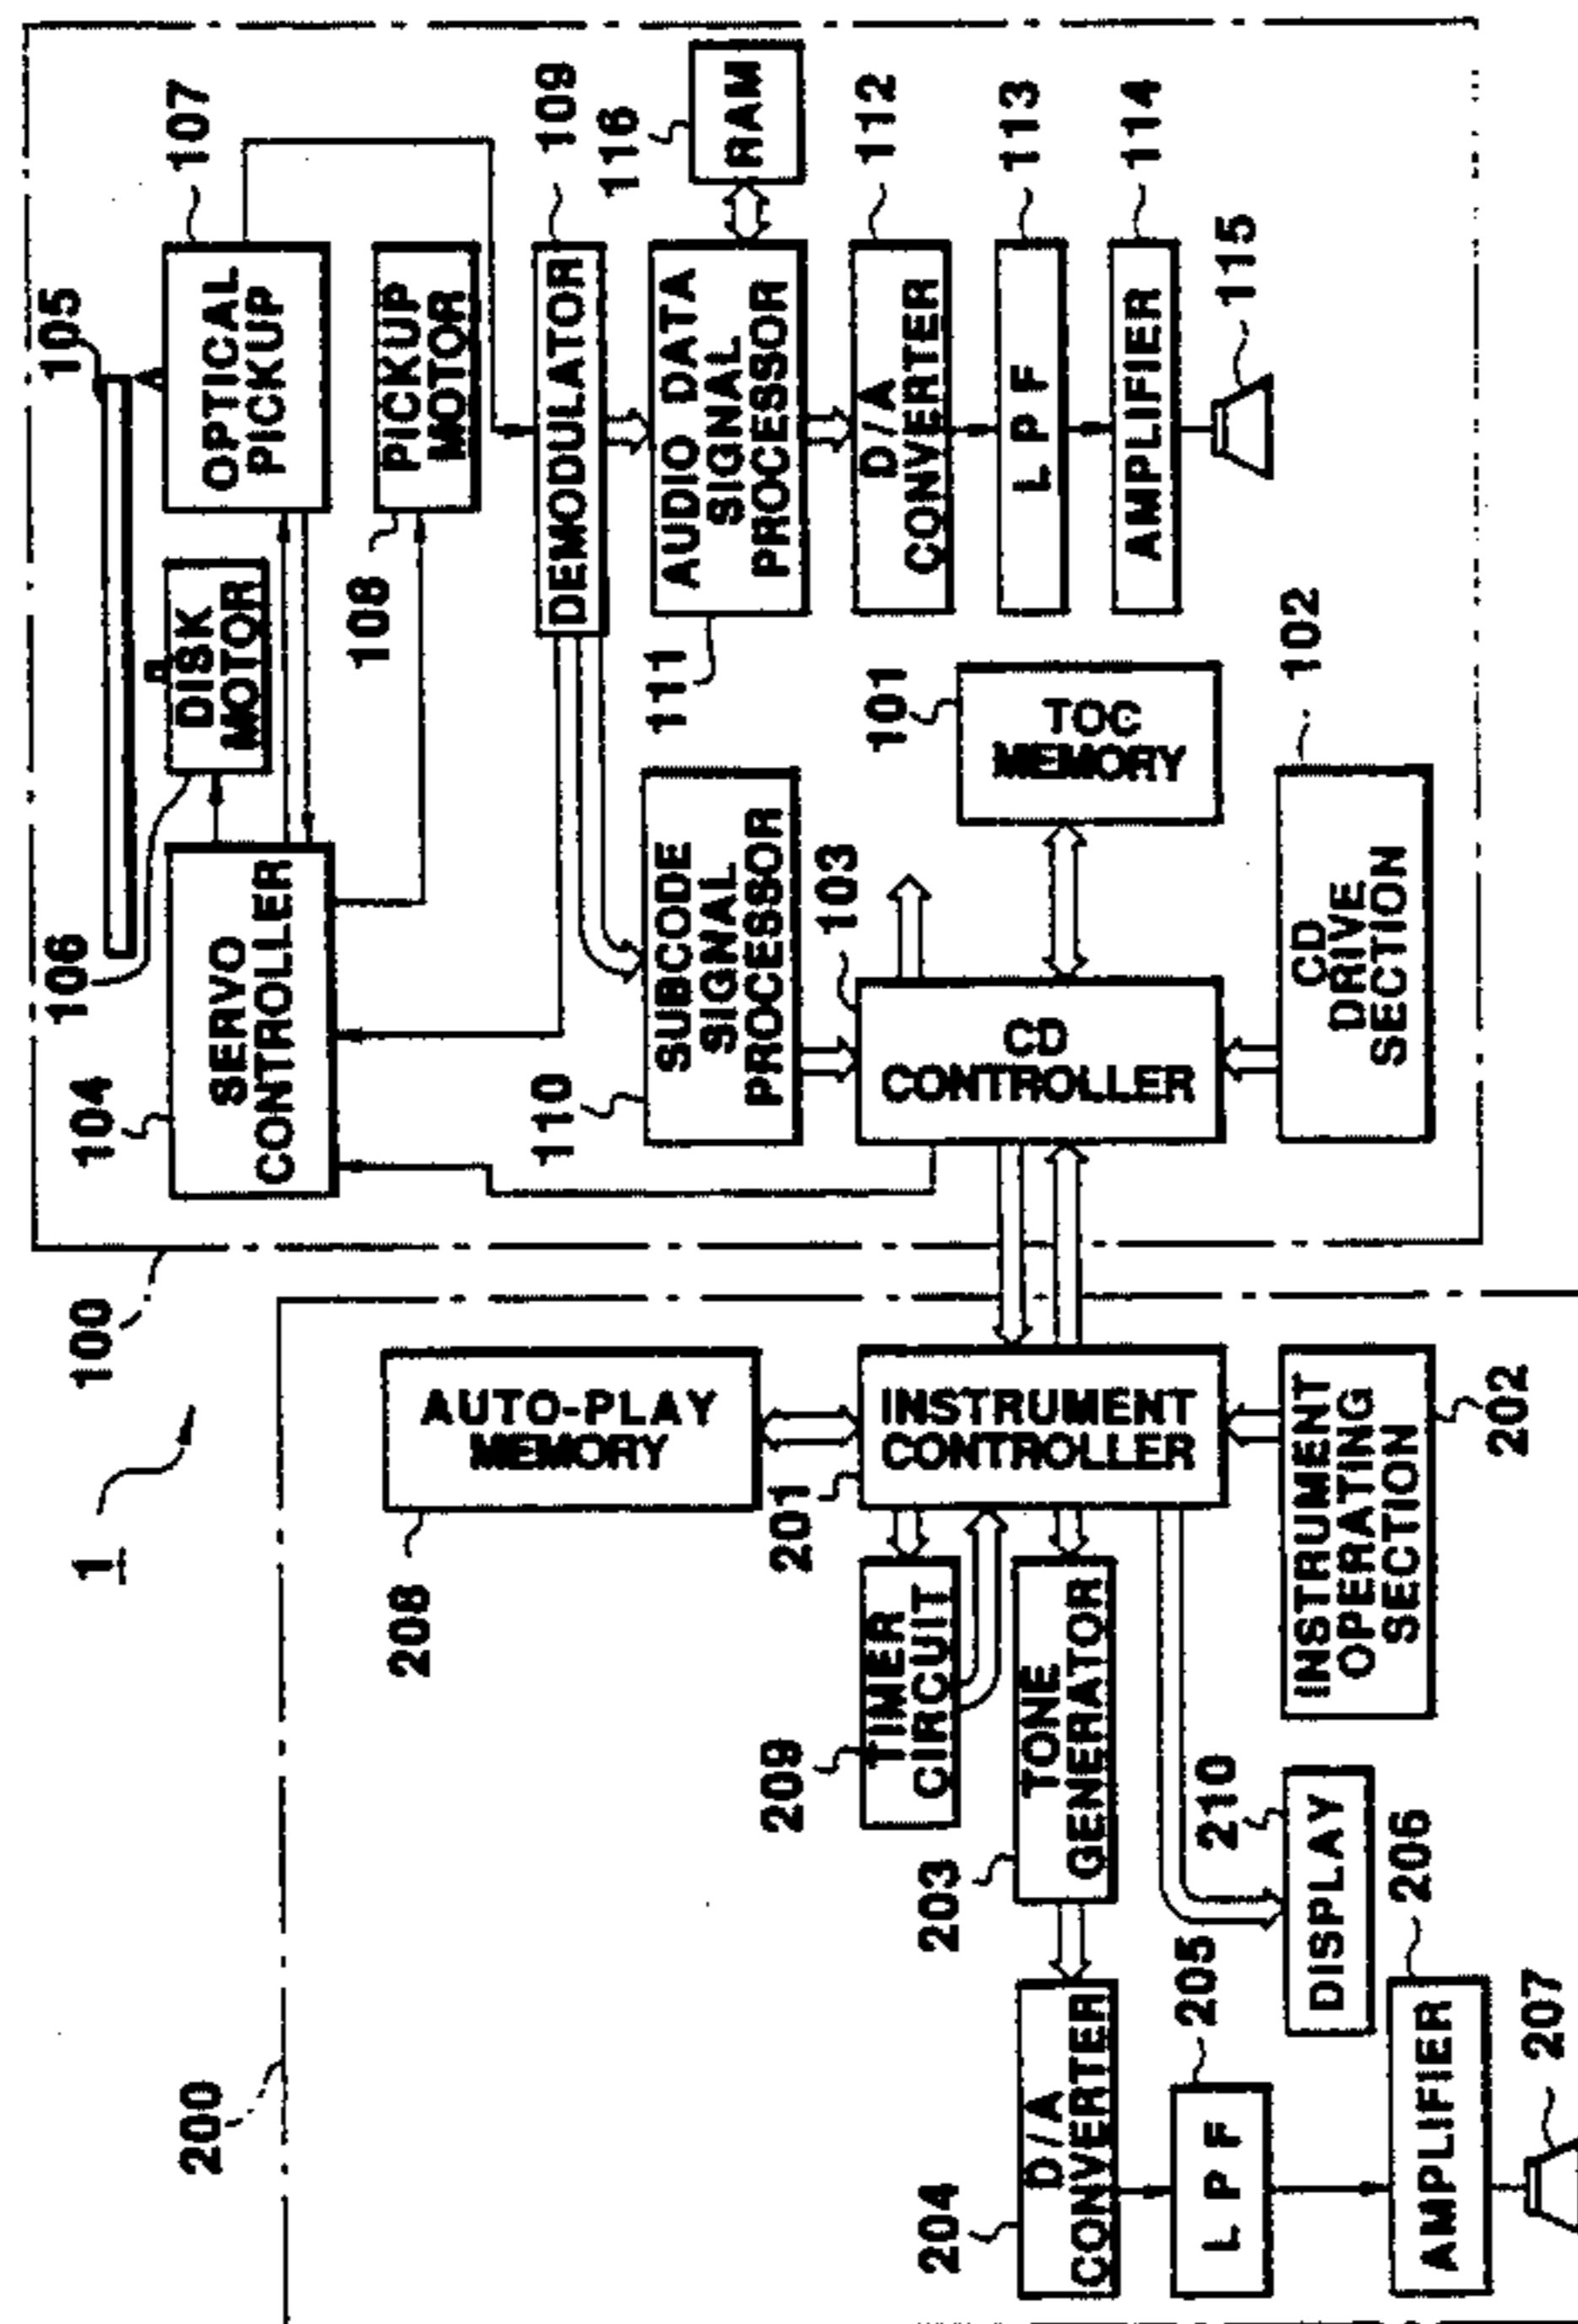 1
100
105
107
OPTICAL
PICKUP
106
DISK
MOTOR
104
SERVO
CONTROLLER
108
PICKUP
MOTOR
109
DEMODULATOR
116
RAM
110
SUBCODE
SIGNAL
PROCESSOR
111
AUDIO DATA
SIGNAL
PROCESSOR
112
D/A
CONVERTER
103
CD
CONTROLLER
101
TOC
MEMORY
113
LPF
114
AMPLIFIER
115
102
CD
DRIVE
SECTION
200
208
AUTO-PLAY
MEMORY
201
INSTRUMENT
CONTROLLER
209
TIMER
CIRCUIT
203
TONE
GENERATOR
202
INSTRUMENT
OPERATING
SECTION
204
D/A
CONVERTER
205
LPF
210
DISPLAY
206
AMPLIFIER
207